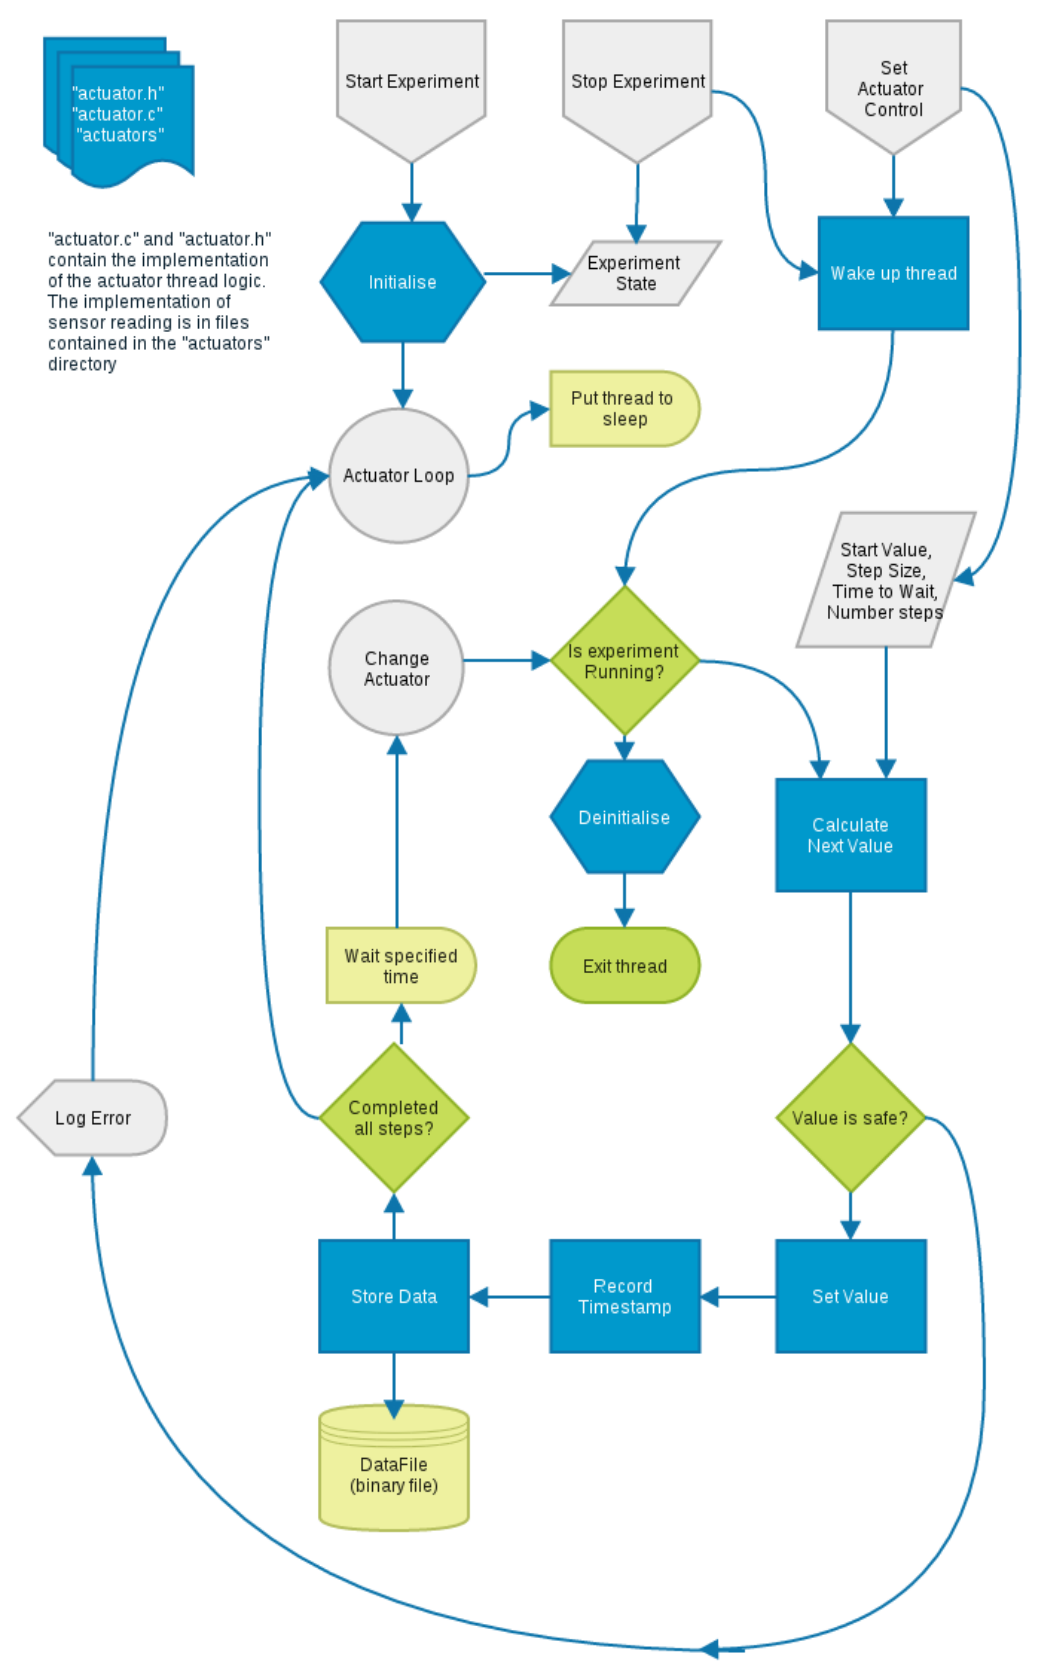 "actuator.h"
"actuator.c"
"actuators"
Start Experiment
Stop Experiment
Set
Actuator
Control
"actuator.c" and "actuator.h"
contain the implementation
of the actuator thread logic.
The implementation of
sensor reading is in files
contained in the "actuators"
directory
Initialise
Experiment
State
Wake up thread
Put thread to
sleep
Actuator Loop
Start Value,
Step Size,
Time to Wait,
Number steps
Change
Actuator
Is experiment
Running?
Deinitialise
Calculate
Next Value
Wait specified
time
Exit thread
Log Error
Completed
all steps?
Value is safe?
Store Data
Record
Timestamp
Set Value
DataFile
(binary file)